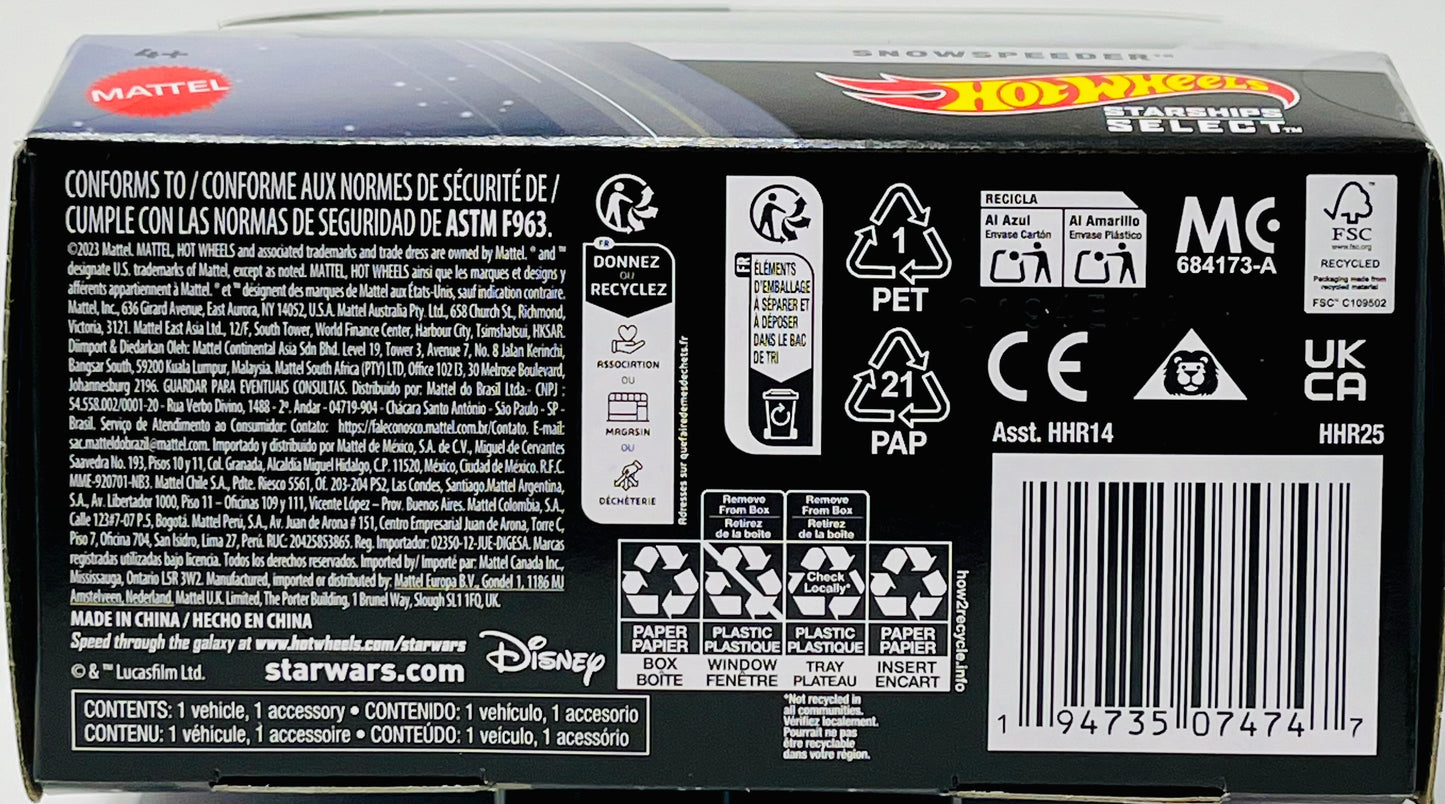 4+
MATTEL
SNOWSPEEDER™
HOT WHEELS
STARSHIPS
SELECT™
CONFORMS TO / CONFORME AUX NORMES DE SÉCURITÉ DE /
CUMPLE CON LAS NORMAS DE SEGURIDAD DE ASTM F963.
©2023 Mattel. MATTEL, HOT WHEELS and associated trademarks and trade dress are owned by Mattel. ® and ™
designate U.S. trademarks of Mattel, except as noted. MATTEL, HOT WHEELS ainsi que les marques et designs y
afférents appartiennent à Mattel. ® et ™ désignent des marques de Mattel aux États-Unis, sauf indication contraire.
Mattel, Inc., 636 Girard Avenue, East Aurora, NY 14052, U.S.A. Mattel Australia Pty. Ltd., 658 Church St., Richmond,
Victoria, 3121. Mattel East Asia Ltd., 12/F, South Tower, World Finance Center, Harbour City, Tsimshatsui, HKSAR.
Diimport & Diedarkan Oleh: Mattel Continental Asia Sdn Bhd. Level 19, Tower 3, Avenue 7, No. 8 Jalan Kerinchi,
Bangsar South, 59200 Kuala Lumpur, Malaysia. Mattel South Africa (PTY) LTD, Office 102 I3, 30 Melrose Boulevard,
Johannesburg 2196. GUARDAR PARA EVENTUAIS CONSULTAS. Distribuido por: Mattel do Brasil Ltda.- CNPJ :
54.558.002/0001-20 - Rua Verbo Divino, 1488 - 2º. Andar - 04719-904 - Chácara Santo Antônio - São Paulo - SP -
Brasil. Serviço de Atendimento ao Consumidor: Contato: https://faleconosco.mattel.com.br/Contato. E-mail:
sac.matteldobrazil@mattel.com. Importado y distribuido por Mattel de México, S.A. de C.V., Miguel de Cervantes
Saavedra No. 193, Pisos 10 y 11, Col. Granada, Alcaldía Miguel Hidalgo, C.P. 11520, México, Ciudad de México. R.F.C.
MME-920701-NB3. Mattel Chile S.A., Pdte. Riesco 5561, Of. 203-204 PS2, Las Condes, Santiago.Mattel Argentina,
S.A., Av. Libertador 1000, Piso 11 – Oficinas 109 y 111, Vicente López – Prov. Buenos Aires. Mattel Colombia, S.A.,
Calle 123#7-07 P.5, Bogotá. Mattel Perú, S.A., Av. Juan de Arona # 151, Centro Empresarial Juan de Arona, Torre C,
Piso 7, Oficina 704, San Isidro, Lima 27, Perú. RUC: 20425853865. Reg. Importador: 02350-12-JUE-DIGESA. Marcas
registradas utilizadas bajo licencia. Todos los derechos reservados. Imported by/ Importé par: Mattel Canada Inc.,
Mississauga, Ontario L5R 3W2. Manufactured, imported or distributed by: Mattel Europa B.V., Gondel 1, 1186 MJ
Amstelveen, Nederland. Mattel U.K. Limited, The Porter Building, 1 Brunel Way, Slough SL1 1FQ, UK.
MADE IN CHINA / HECHO EN CHINA
Speed through the galaxy at www.hotwheels.com/starwars
© & ™ Lucasfilm Ltd.
starwars.com
Disney
CONTENTS: 1 vehicle, 1 accessory • CONTENIDO: 1 vehículo, 1 accesorio
CONTENU: 1 véhicule, 1 accessoire • CONTEÚDO: 1 veículo, 1 acessório
FR
DONNEZ
OU
RECYCLEZ
ASSOCIATION
OU
MAGASIN
OU
DÉCHÈTERIE
Adresses sur quefairedemesdechets.fr
FR
ÉLÉMENTS
D'EMBALLAGE
À SÉPARER ET
À DÉPOSER
DANS LE BAC
DE TRI
1
PET
21
PAP
Remove
From Box
Retirez
de la boîte
Remove
From Box
Retirez
de la boîte
Check
Locally*
PAPER
PAPIER
PLASTIC
PLASTIQUE
PLASTIC
PLASTIQUE
PAPER
PAPIER
BOX
BOÎTE
WINDOW
FENÊTRE
TRAY
PLATEAU
INSERT
ENCART
how2recycle.info
*Not recycled in
all communities.
Vérifiez localement.
Pourrait ne pas
être recyclable
dans votre région.
RECICLA
Al Azul
Envase Cartón
Al Amarillo
Envase Plástico
MC
684173-A
FSC™
www.fsc.org
RECYCLED
Packaging made from
recycled material
FSC™ C109502
CE
UK
CA
Asst. HHR14
HHR25
1 94735 07474 7